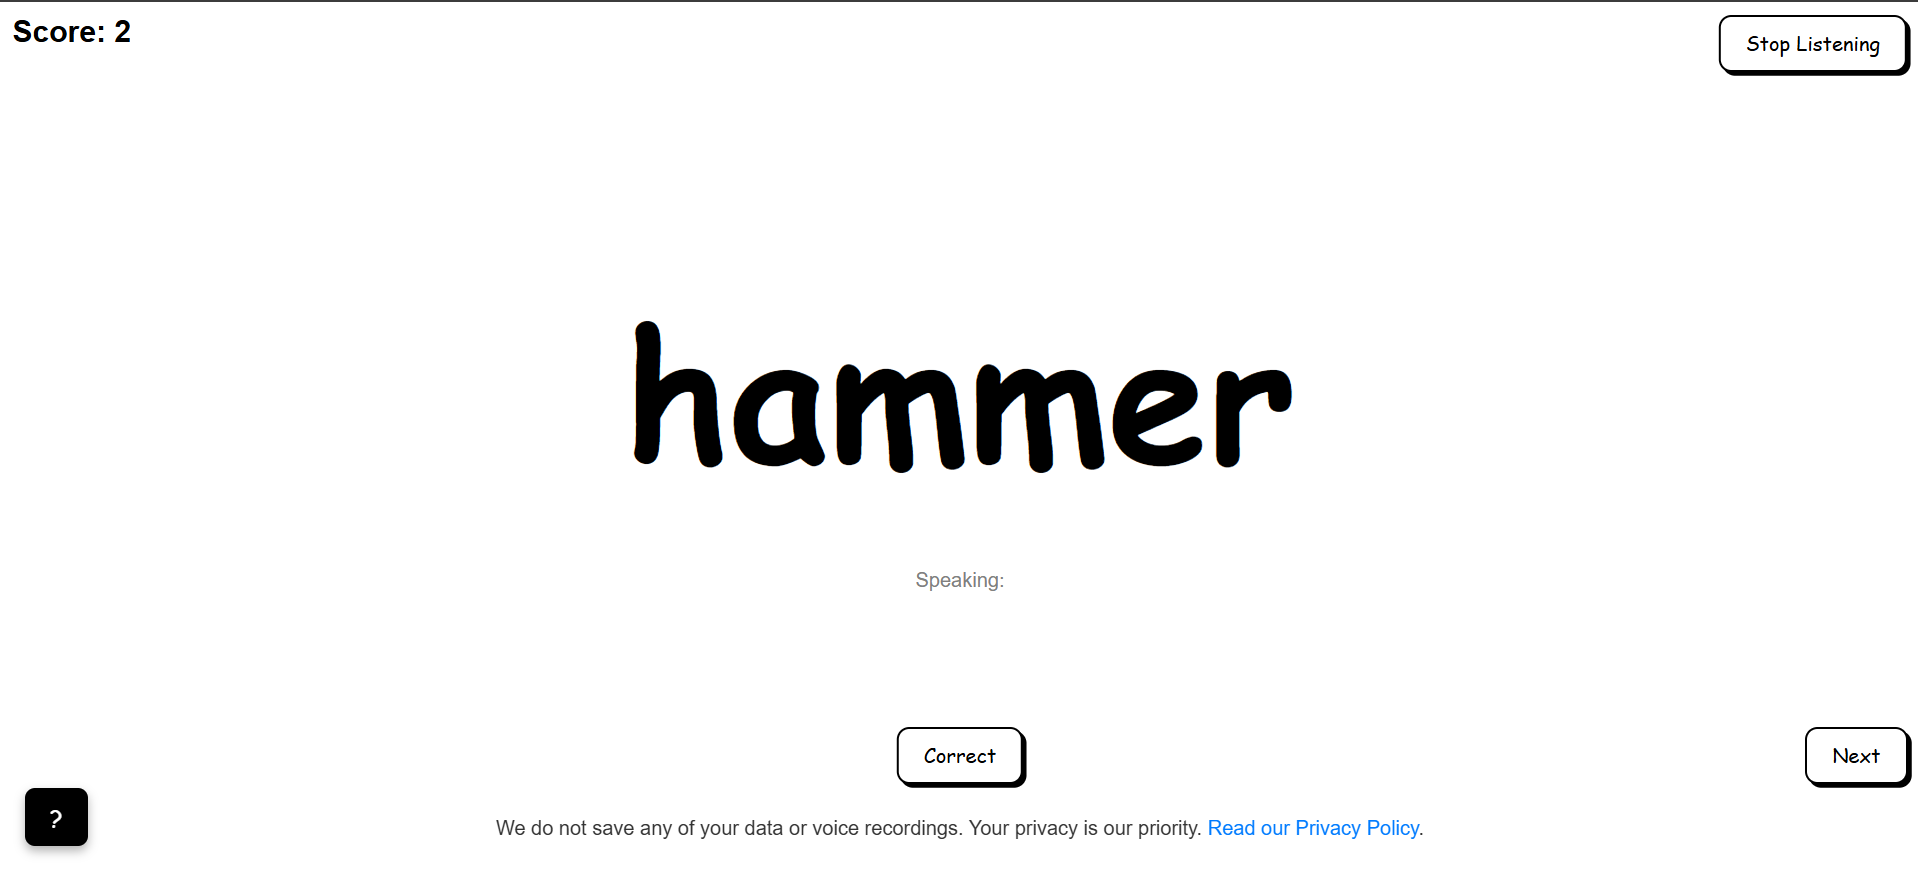 Score: 2
Stop Listening
hammer
Speaking:
Correct
Next
?
We do not save any of your data or voice recordings. Your privacy is our priority. Read our Privacy Policy.